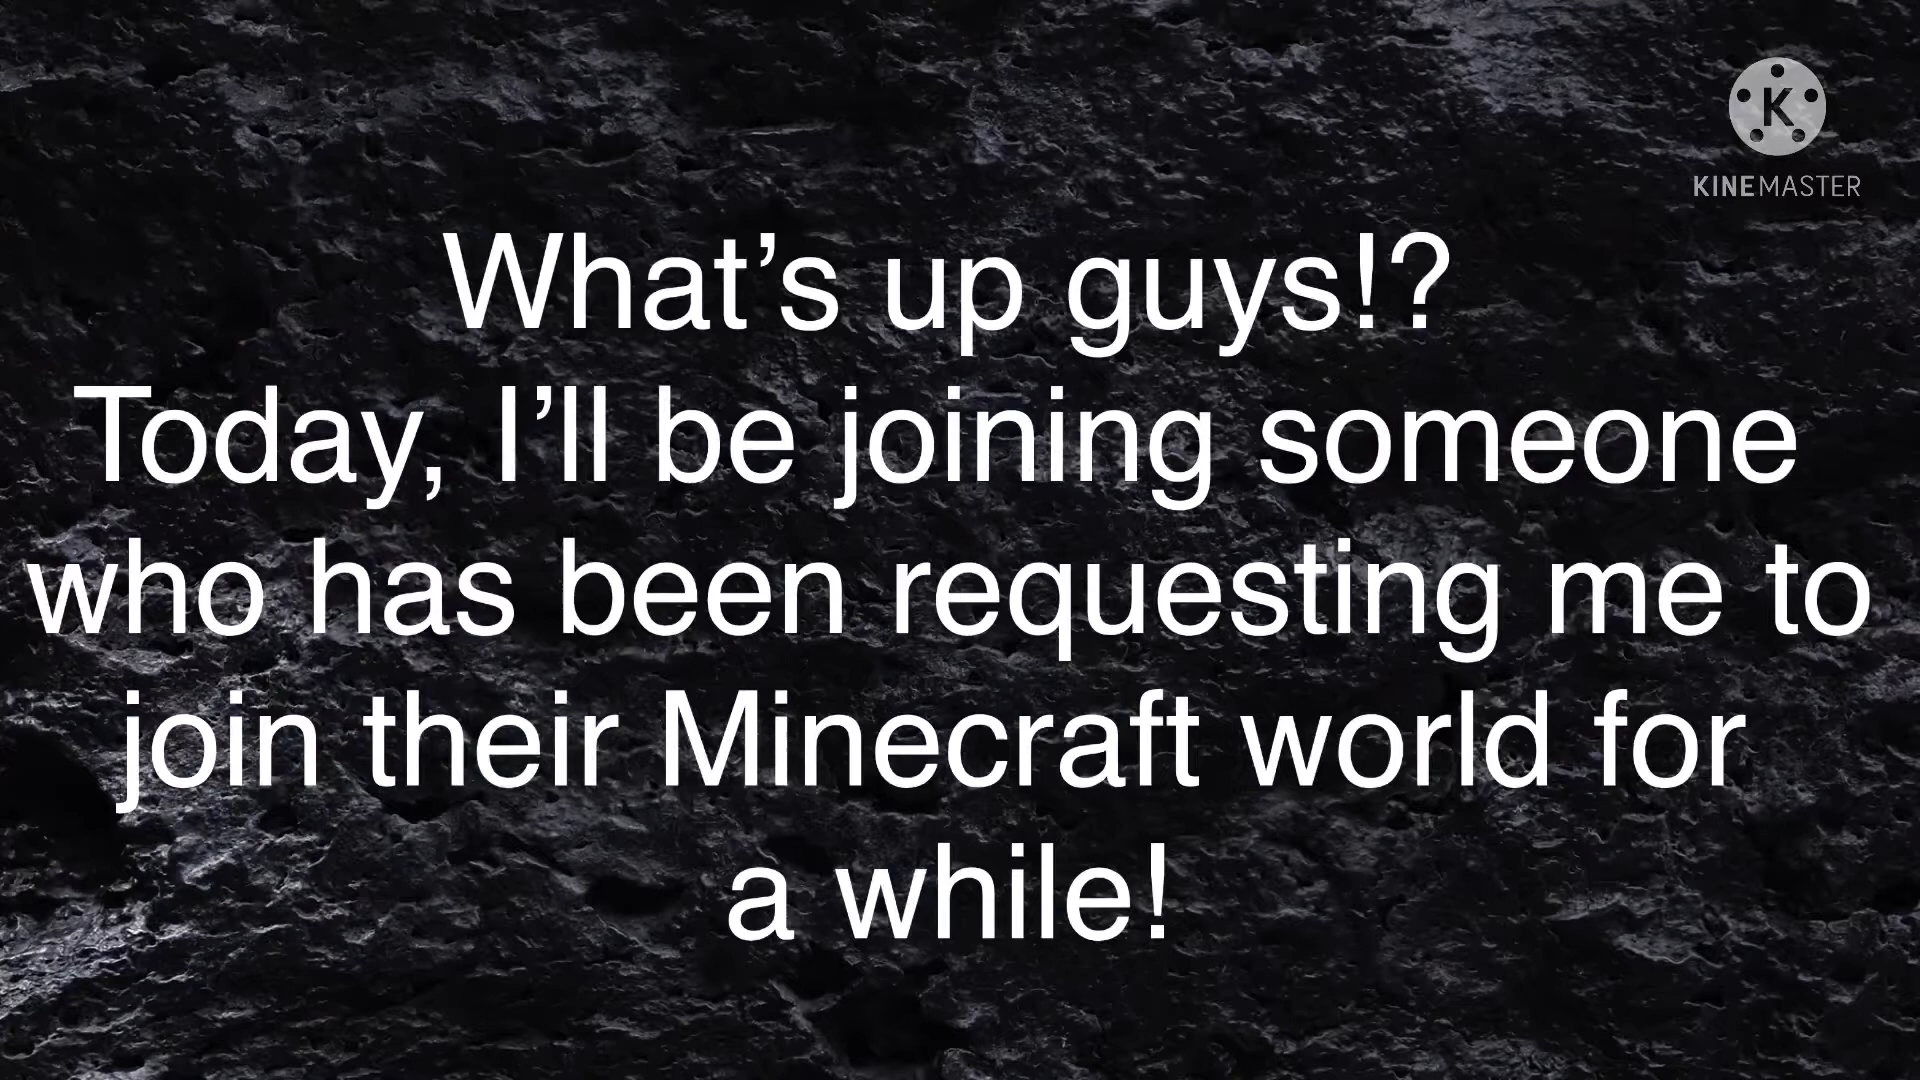 K
KINEMASTER
What’s up guys!?
Today, I’ll be joining someone
who has been requesting me to
join their Minecraft world for
a while!